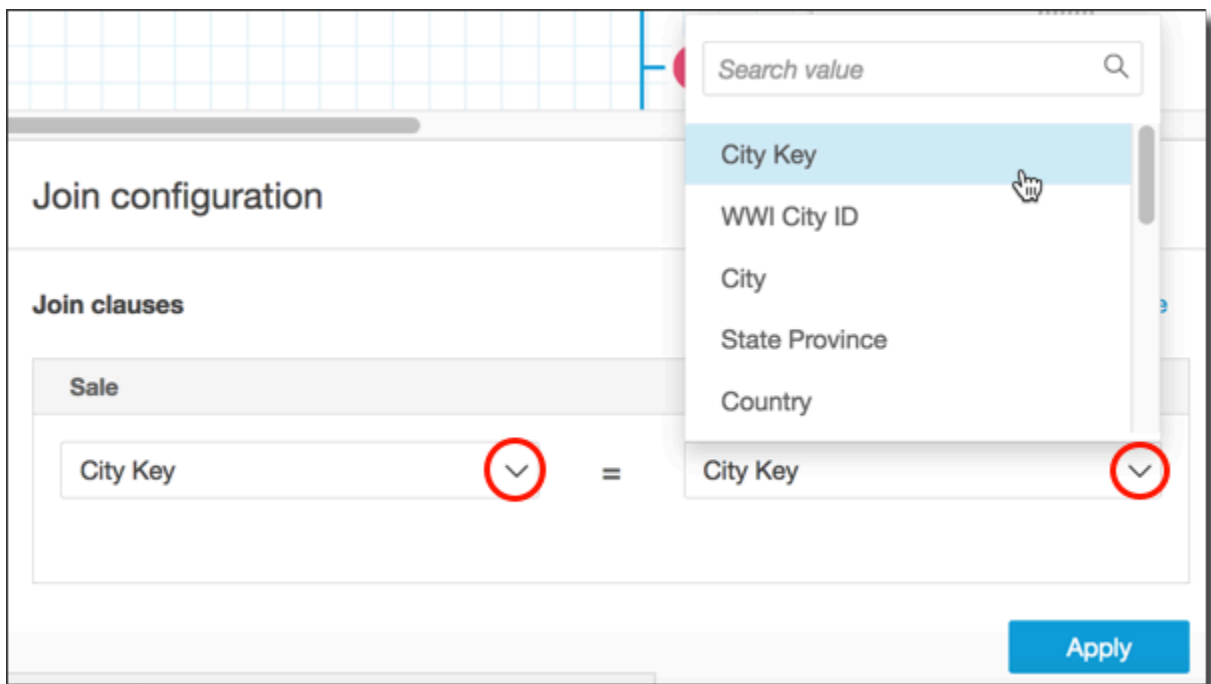 Search value
City Key
WWI City ID
City
State Province
Country
Join configuration
Join clauses
Sale
City Key
=
City Key
Apply